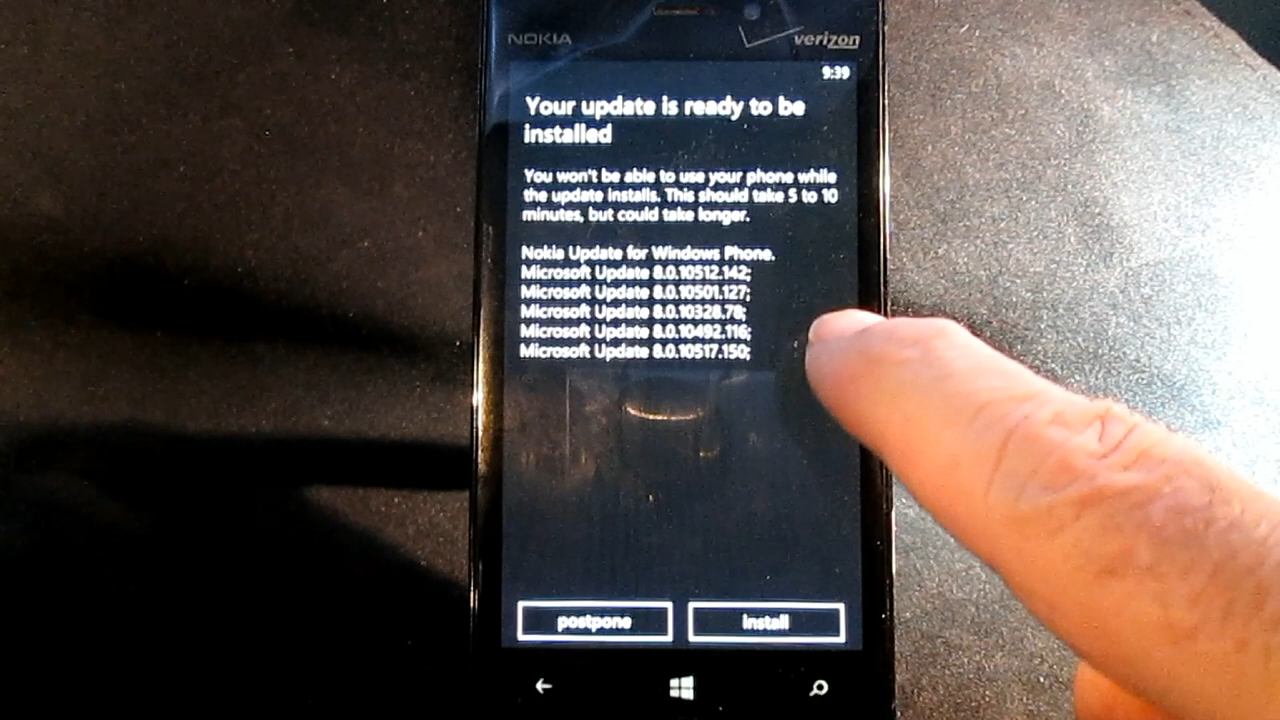 NOKIA verizon
9:39
Your update is ready to be
installed
You won't be able to use your phone while
the update installs. This should take 5 to 10
minutes, but could take longer.
Nokia Update for Windows Phone.
Microsoft Update 8.0.10512.142;
Microsoft Update 8.0.10501.127;
Microsoft Update 8.0.10328.78;
Microsoft Update 8.0.10492.116;
Microsoft Update 8.0.10517.150;
postpone install